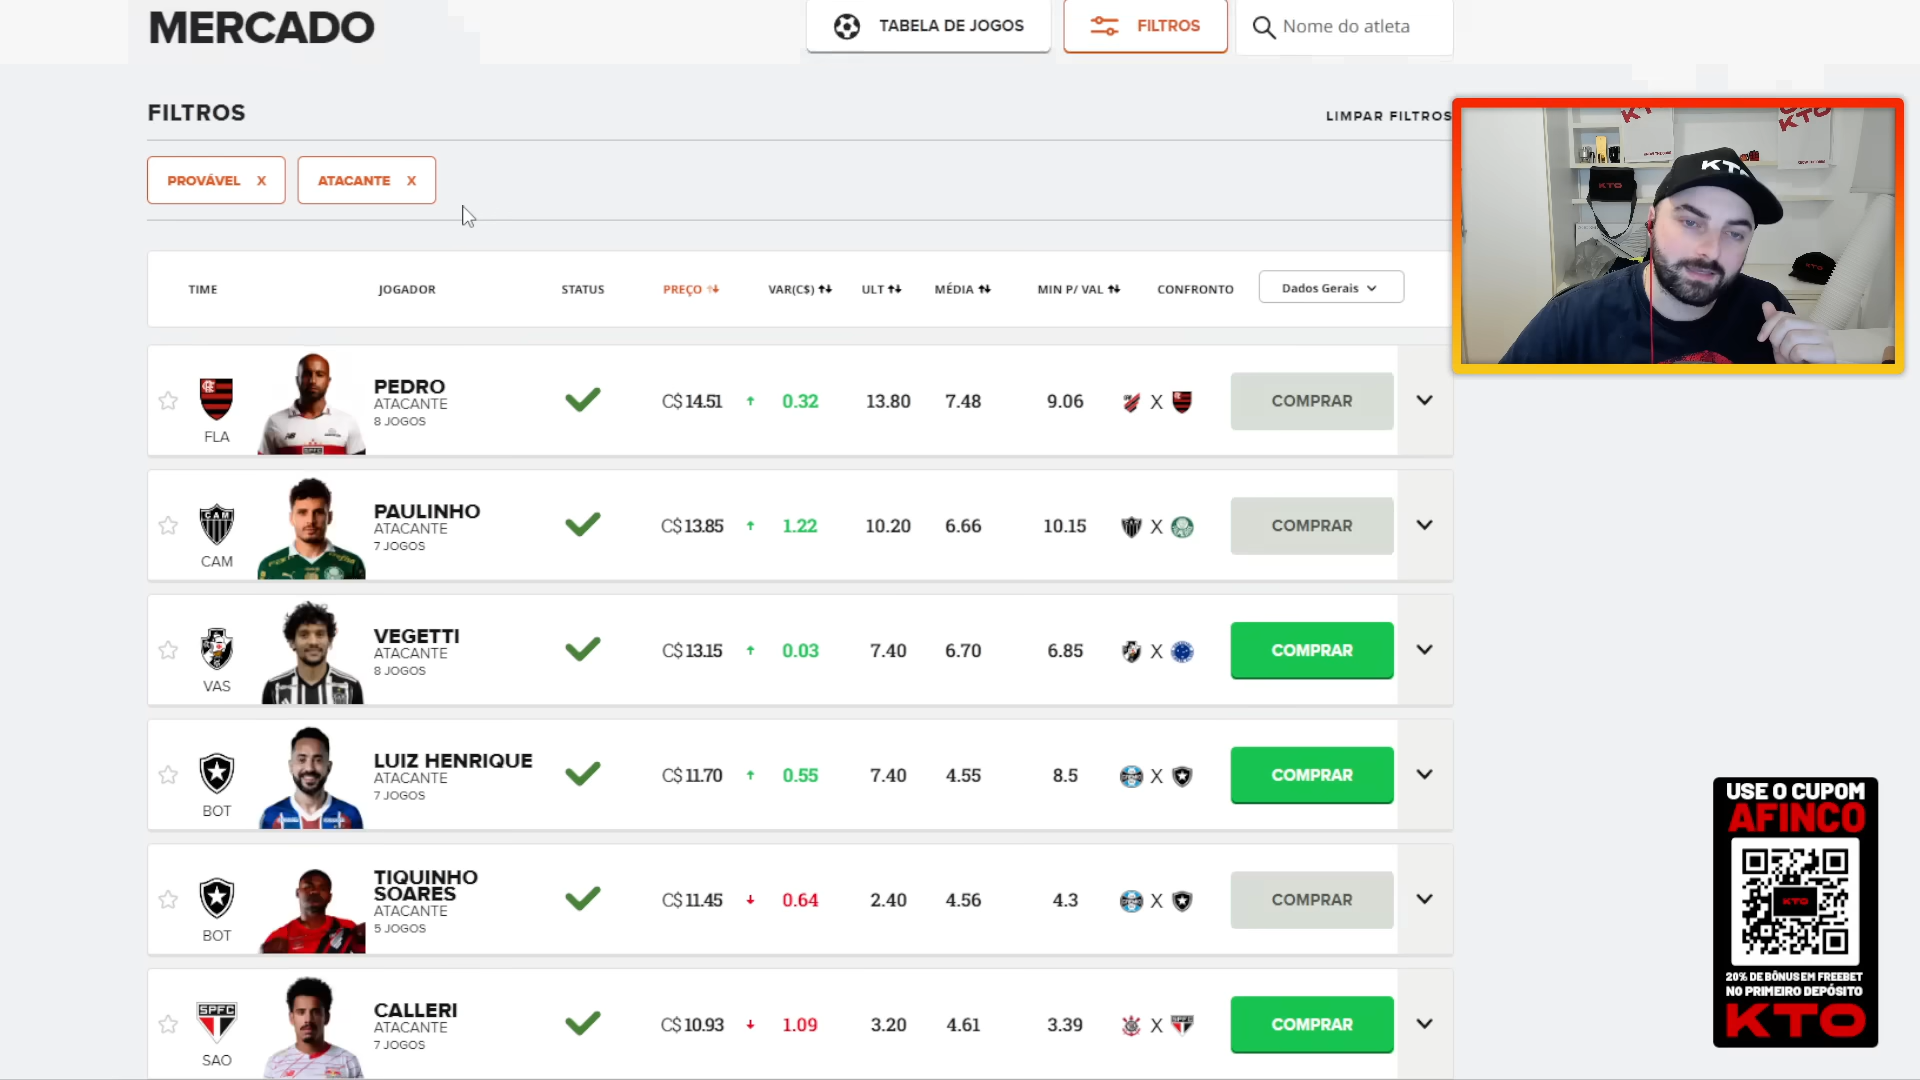 MERCADO
TABELA DE JOGOS
FILTROS
Nome do atleta
FILTROS
LIMPAR FILTROS
PROVÁVEL X
ATACANTE X
TIME JOGADOR STATUS PREÇO VAR(C$) ULT MÉDIA MIN P/ VAL CONFRONTO Dados Gerais
FLA
PEDRO
ATACANTE
8 JOGOS
C$ 14.51 0.32 13.80 7.48 9.06 X COMPRAR
CAM
PAULINHO
ATACANTE
7 JOGOS
C$ 13.85 1.22 10.20 6.66 10.15 X COMPRAR
VAS
VEGETTI
ATACANTE
8 JOGOS
C$ 13.15 0.03 7.40 6.70 6.85 X COMPRAR
BOT
LUIZ HENRIQUE
ATACANTE
7 JOGOS
C$ 11.70 0.55 7.40 4.55 8.5 X COMPRAR
BOT
TIQUINHO
SOARES
ATACANTE
5 JOGOS
C$ 11.45 0.64 2.40 4.56 4.3 X COMPRAR
SPFC
SAO
CALLERI
ATACANTE
7 JOGOS
C$ 10.93 1.09 3.20 4.61 3.39 X COMPRAR
KTO
KTO
USE O CUPOM
AFINCO
KTO
20% DE BÔNUS EM FREEBET
NO PRIMEIRO DEPÓSITO
KTO